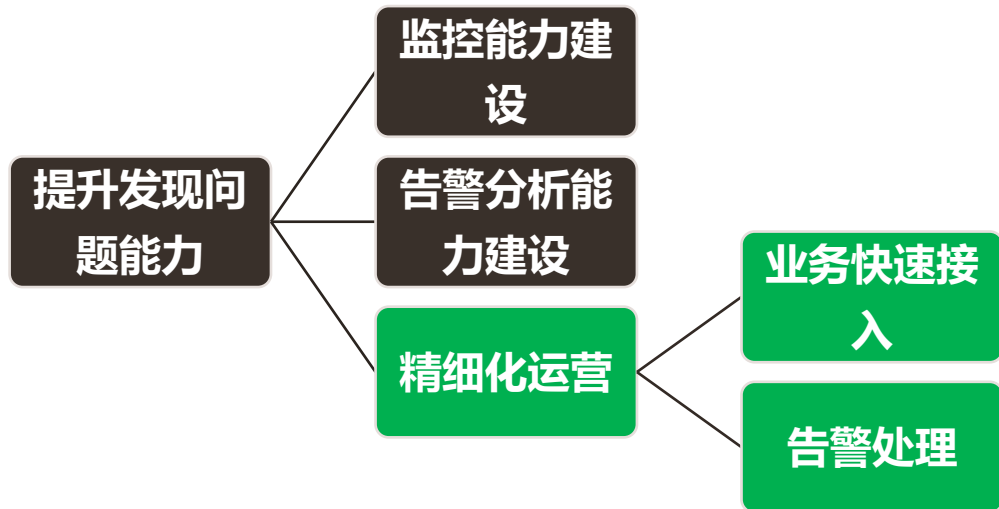 监控能力建
设
提升发现问
题能力
告警分析能
力建设
精细化运营
业务快速接
入
告警处理